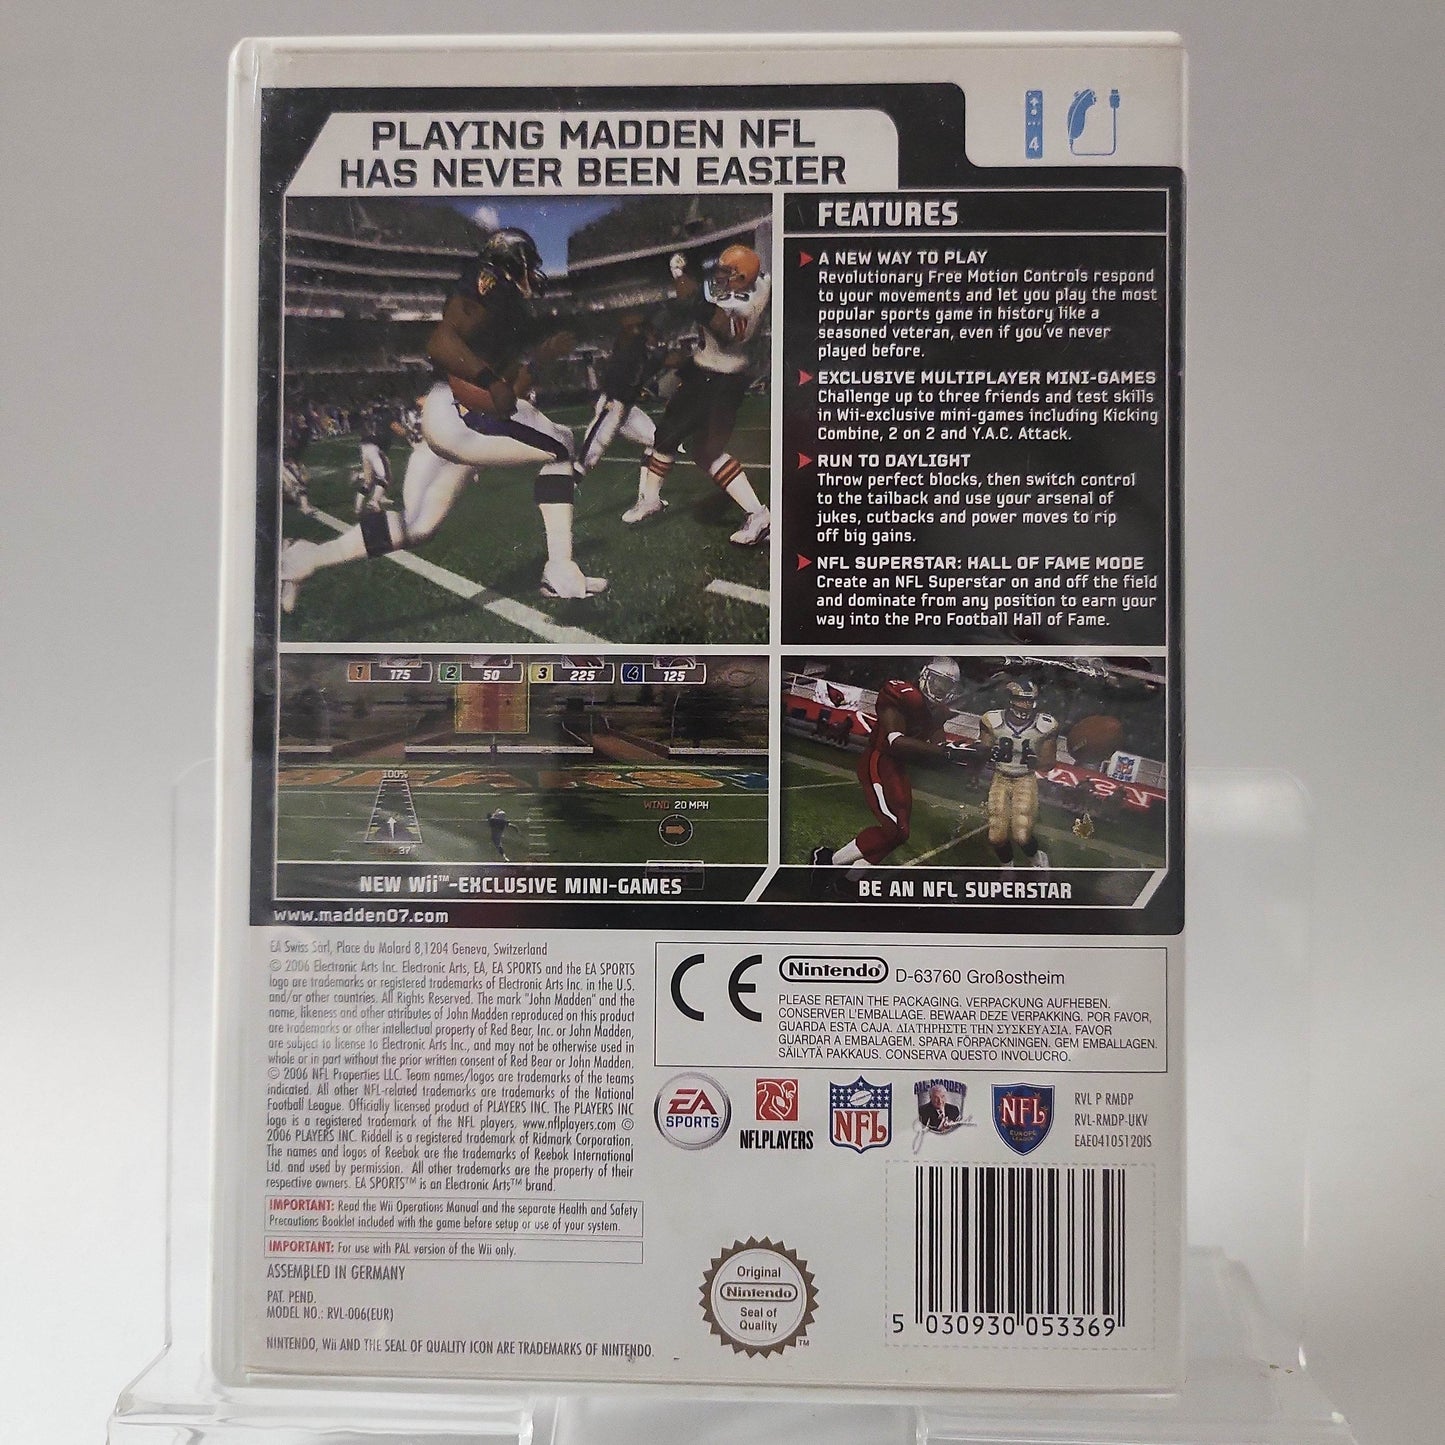 4
PLAYING MADDEN NFL
HAS NEVER BEEN EASIER
FEATURES
A NEW WAY TO PLAY
Revolutionary Free Motion Controls respond
to your movements and let you play the most
popular sports game in history like a
seasoned veteran, even if you've never
played before.
EXCLUSIVE MULTIPLAYER MINI-GAMES
Challenge up to three friends and test skills
in Wii-exclusive mini-games including Kicking
Combine, 2 on 2 and Y.A.C. Attack.
RUN TO DAYLIGHT
Throw perfect blocks, then switch control
to the tailback and use your arsenal of
jukes, cutbacks and power moves to rip
off big gains.
NFL SUPERSTAR: HALL OF FAME MODE
Create an NFL Superstar on and off the field
and dominate from any position to earn your
way into the Pro Football Hall of Fame.
1 175 2 50 3 225 4 125
100%
WIND 20 MPH
37
21
81
NFL
NEW Wii™-EXCLUSIVE MINI-GAMES
BE AN NFL SUPERSTAR
www.madden07.com
EA Swiss Sàrl, Place du Molard 8,1204 Geneva, Switzerland
© 2006 Electronic Arts Inc. Electronic Arts, EA, EA SPORTS and the EA SPORTS
logo are trademarks or registered trademarks of Electronic Arts Inc. in the U.S.
and/or other countries. All Rights Reserved. The mark "John Madden" and the
name, likeness and other attributes of John Madden reproduced on this product
are trademarks or other intellectual property of Red Bear, Inc. or John Madden,
are subject to license to Electronic Arts Inc., and may not be otherwise used in
whole or in part without the prior written consent of Red Bear or John Madden.
© 2006 NFL Properties LLC. Team names/logos are trademarks of the teams
indicated. All other NFL-related trademarks are trademarks of the National
Football League. Officially licensed product of PLAYERS INC. The PLAYERS INC
logo is a registered trademark of the NFL players. www.nflplayers.com ©
2006 PLAYERS INC. Riddell is a registered trademark of Ridmark Corporation.
The names and logos of Reebok are the trademarks of Reebok International
Ltd. and used by permission. All other trademarks are the property of their
respective owners. EA SPORTS™ is an Electronic Arts™ brand.
IMPORTANT: Read the Wii Operations Manual and the separate Health and Safety
Precautions Booklet included with the game before setup or use of your system.
IMPORTANT: For use with PAL version of the Wii only.
ASSEMBLED IN GERMANY
PAT. PEND.
MODEL NO.: RVL-006(EUR)
NINTENDO, Wii AND THE SEAL OF QUALITY ICON ARE TRADEMARKS OF NINTENDO.
CE Nintendo D-63760 Großostheim
PLEASE RETAIN THE PACKAGING. VERPACKUNG AUFHEBEN.
CONSERVER L'EMBALLAGE. BEWAAR DEZE VERPAKKING. POR FAVOR,
GUARDA ESTA CAJA. ΔΙΑΤΗΡΗΣΤΕ ΤΗΝ ΣΥΣΚΕΥΑΣΙΑ. FAVOR
GUARDAR A EMBALAGEM. SPARA FÖRPACKNINGEN. GEM EMBALLAGEN.
SÄILYTÄ PAKKAUS. CONSERVA QUESTO INVOLUCRO.
EA
SPORTS
NFLPLAYERS
NFL
ALL-MADDEN
NFL
EUROPE
LEAGUE
RVL P RMDP
RVL-RMDP-UKV
EAE04105120IS
Original
Nintendo
Seal of
Quality
TM
5 030930 053369